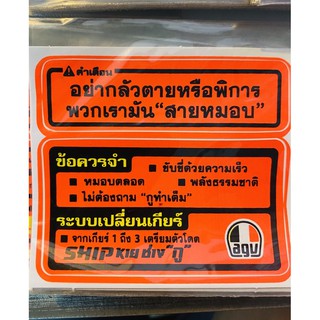 ⚠คำเตือน
อย่ากลัวตายหรือพิการ
พวกเรามัน"สายหมอบ"
ข้อควรจำ
■ ขับขี่ด้วยความเร็ว
■ หมอบตลอด
■ พลังธรรมชาติ
■ ไม่ต้องถาม "กูทำเต็ม"
ระบบเปลี่ยนเกียร์
■ จากเกียร์ 1 ถึง 3 เตรียมตัวโดด
SHIP หายช่าง"กู"
agv